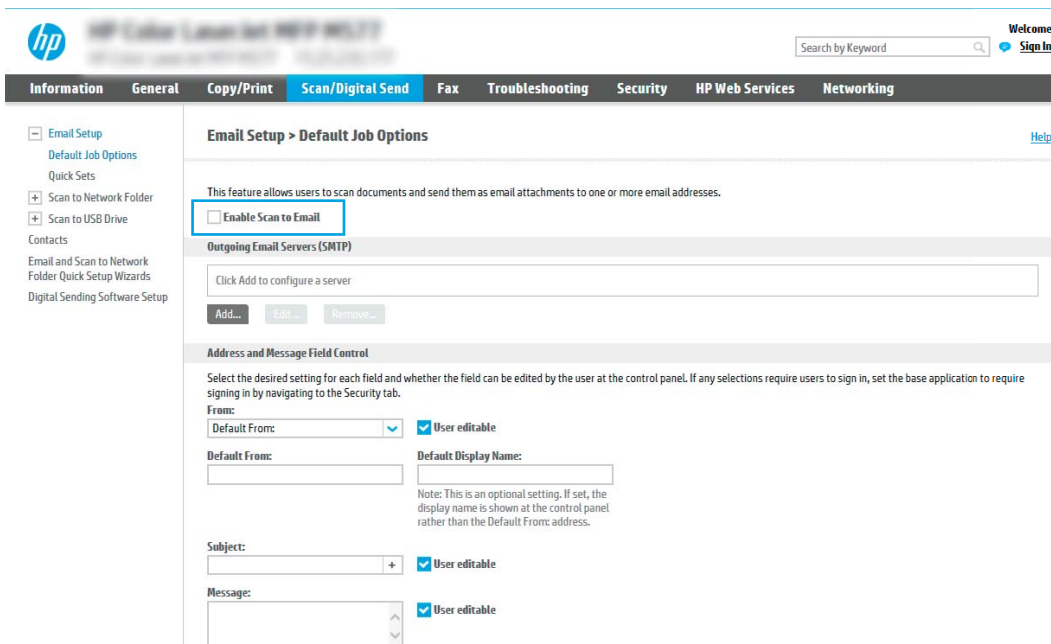 hp
Welcome
Search by Keyword
Sign In
Information General Copy/Print Scan/Digital Send Fax Troubleshooting Security HP Web Services Networking
Email Setup
Default Job Options
Quick Sets
Scan to Network Folder
Scan to USB Drive
Contacts
Email and Scan to Network
Folder Quick Setup Wizards
Digital Sending Software Setup
Email Setup > Default Job Options
Help
This feature allows users to scan documents and send them as email attachments to one or more email addresses.
Enable Scan to Email
Outgoing Email Servers (SMTP)
Click Add to configure a server
Add... Edit... Remove...
Address and Message Field Control
Select the desired setting for each field and whether the field can be edited by the user at the control panel. If any selections require users to sign in, set the base application to require
signing in by navigating to the Security tab.
From:
Default From: User editable
Default From: Default Display Name:
Note: This is an optional setting. If set, the
display name is shown at the control panel
rather than the Default From: address.
Subject:
User editable
Message:
User editable